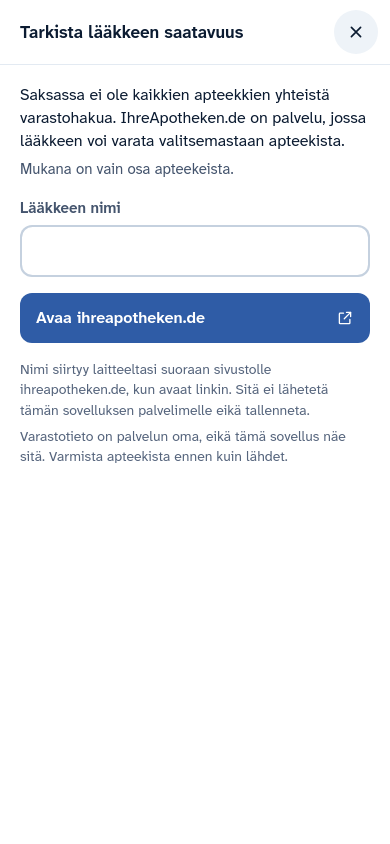 Tarkista lääkkeen saatavuus
Saksassa ei ole kaikkien apteekkien yhteistä
varastohakua. IhreApotheken.de on palvelu, jossa
lääkkeen voi varata valitsemastaan apteekista.
Mukana on vain osa apteekeista.
Lääkkeen nimi
Avaa ihreapotheken.de
Nimi siirtyy laitteeltasi suoraan sivustolle
ihreapotheken.de, kun avaat linkin. Sitä ei lähetetä
tämän sovelluksen palvelimelle eikä tallenneta.
Varastotieto on palvelun oma, eikä tämä sovellus näe
sitä. Varmista apteekista ennen kuin lähdet.